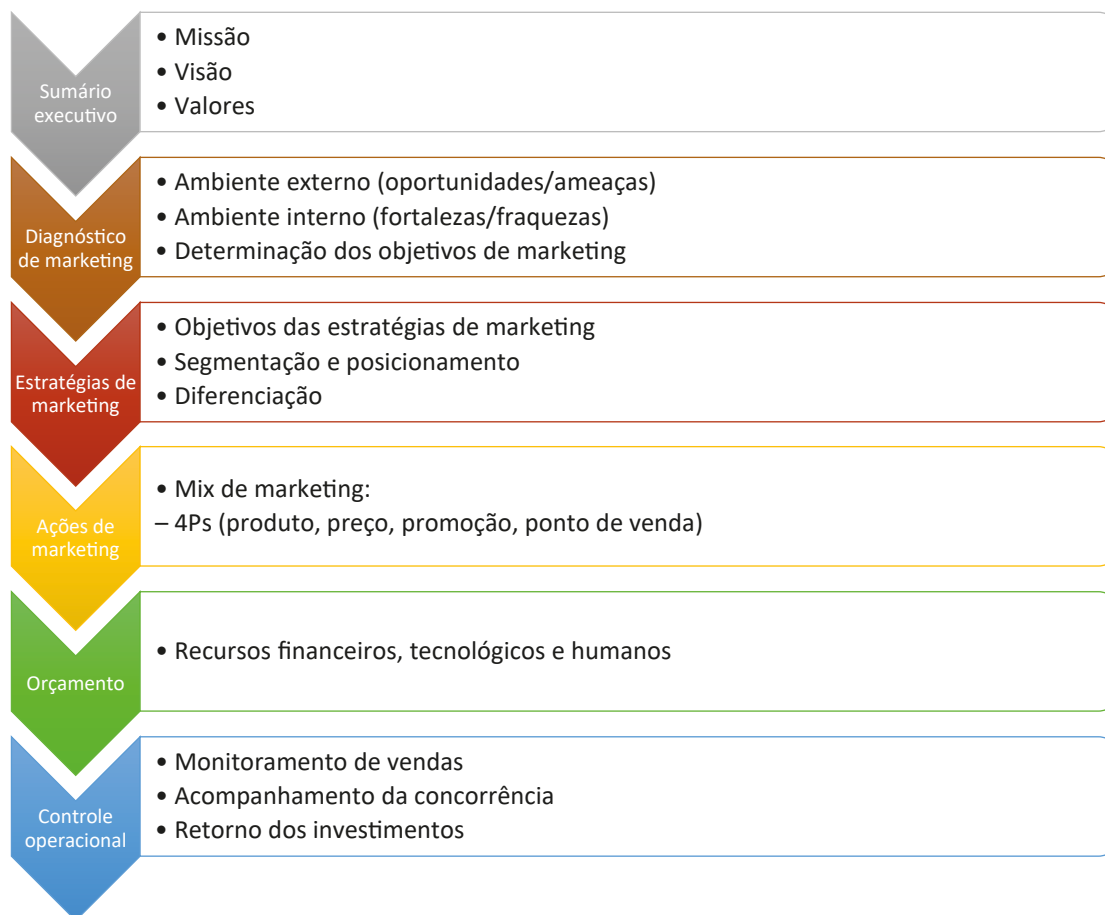 Sumário
executivo
• Missão
• Visão
• Valores
Diagnóstico
de marketing
• Ambiente externo (oportunidades/ameaças)
• Ambiente interno (fortalezas/fraquezas)
• Determinação dos objetivos de marketing
Estratégias de
marketing
• Objetivos das estratégias de marketing
• Segmentação e posicionamento
• Diferenciação
Ações de
marketing
• Mix de marketing:
– 4Ps (produto, preço, promoção, ponto de venda)
Orçamento
• Recursos financeiros, tecnológicos e humanos
Controle
operacional
• Monitoramento de vendas
• Acompanhamento da concorrência
• Retorno dos investimentos